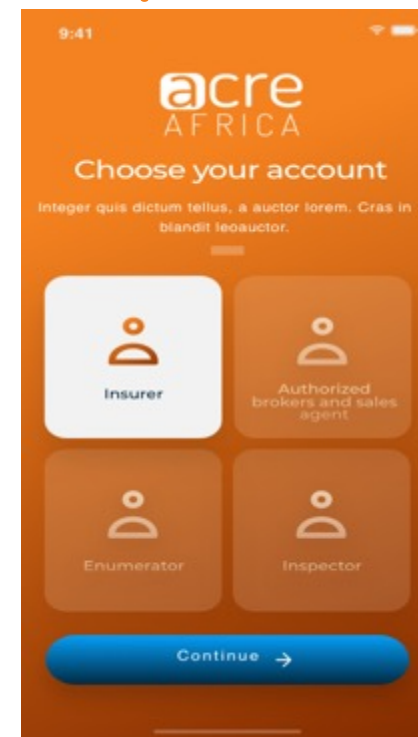 9:41
acre
AFRICA
Choose your account
Integer quis dictum tellus, a auctor lorem. Cras in
blandit leoauctor.
Insurer
Authorized
brokers and sales
agent
Enumerator
Inspector
Continue